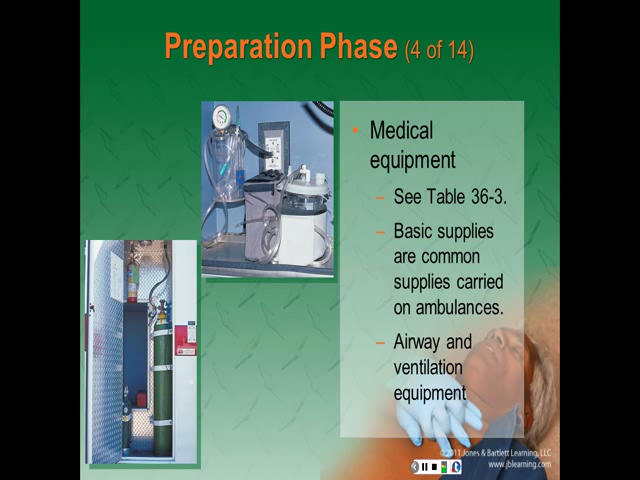 Preparation Phase (4 of 14)
• Medical
equipment
– See Table 36-3.
– Basic supplies
are common
supplies carried
on ambulances.
– Airway and
ventilation
equipment
© 2011 Jones & Bartlett Learning, LLC
www.jblearning.com